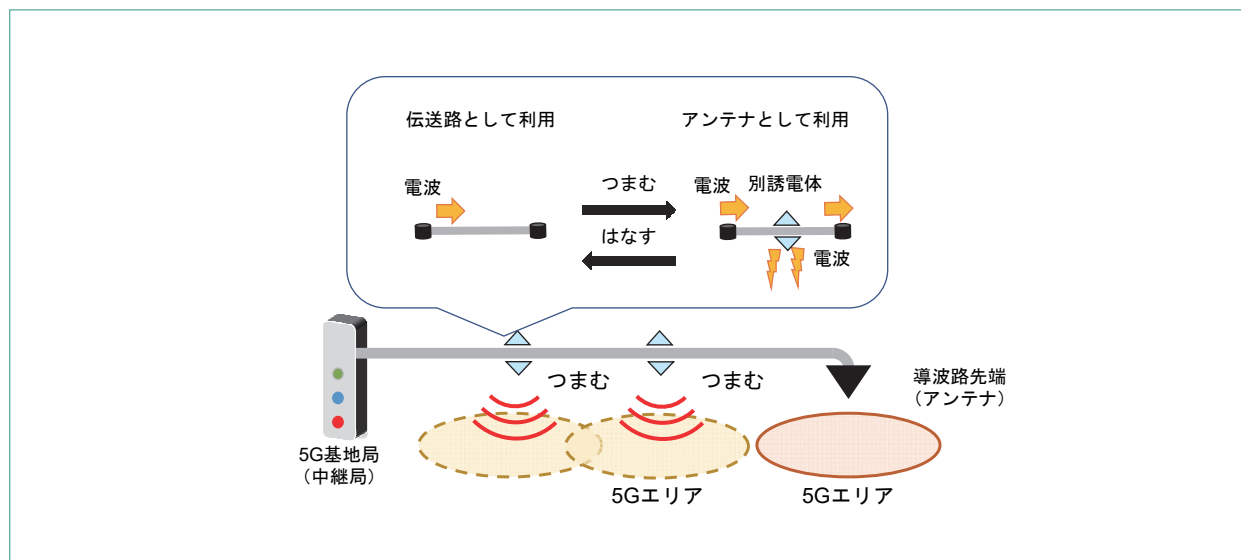 伝送路として利用
アンテナとして利用
電波
つまむ
はなす
電波
別誘電体
電波
つまむ
つまむ
導波路先端
（アンテナ）
5G基地局
（中継局）
5Gエリア
5Gエリア